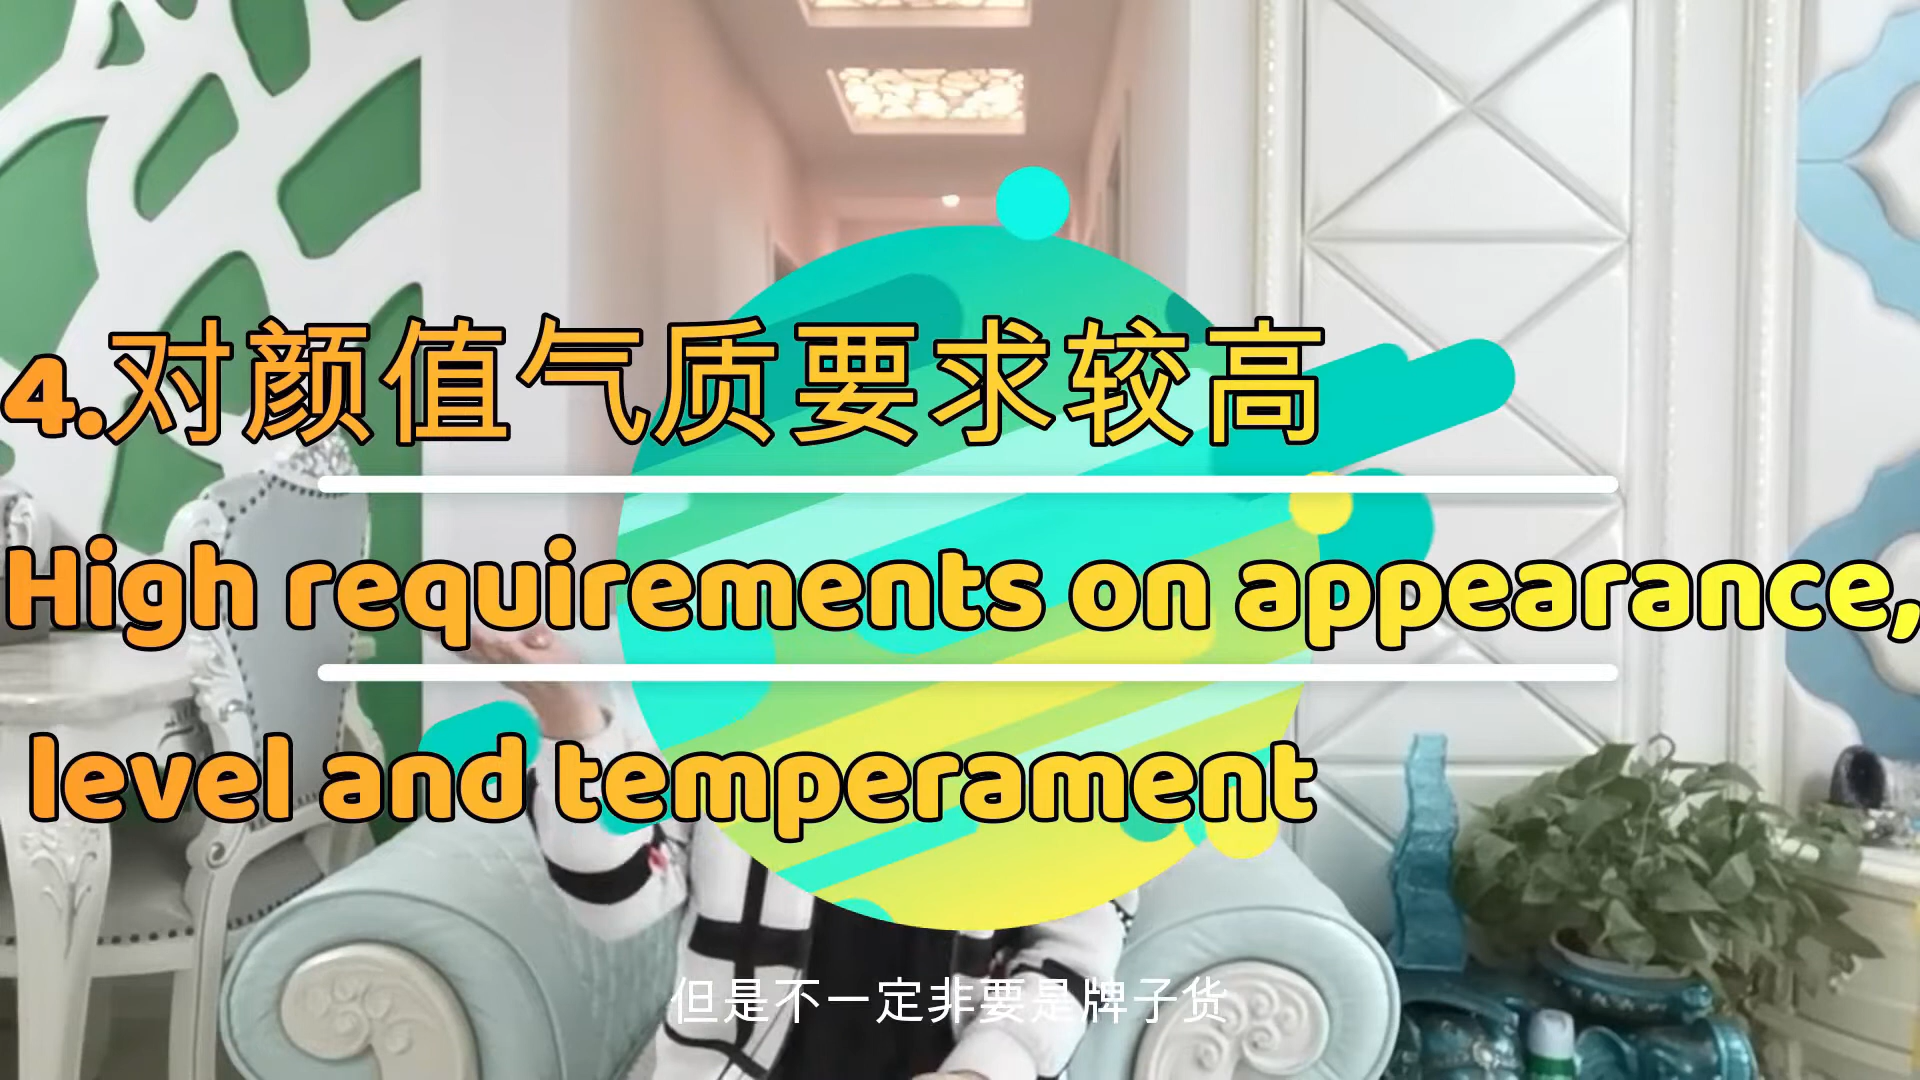 4.对颜值气质要求较高
High requirements on appearance,
level and temperament
但是不一定非要是牌子货